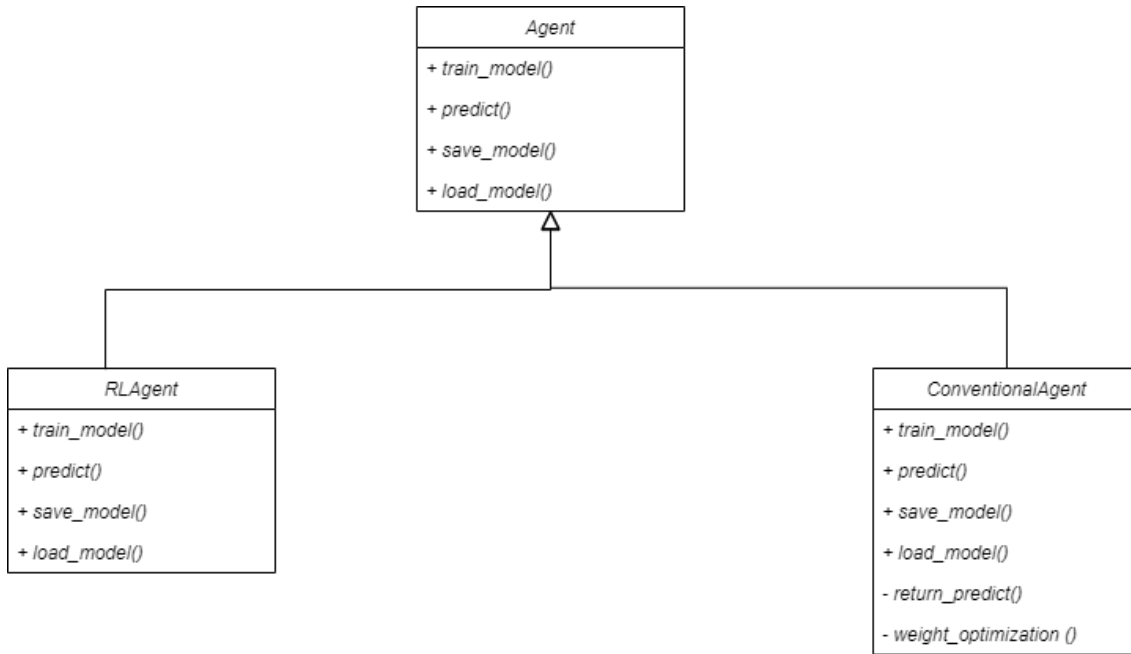 Agent
+ train_model()
+ predict()
+ save_model()
+ load_model()
RLAgent
+ train_model()
+ predict()
+ save_model()
+ load_model()
ConventionalAgent
+ train_model()
+ predict()
+ save_model()
+ load_model()
- return_predict()
- weight_optimization ()